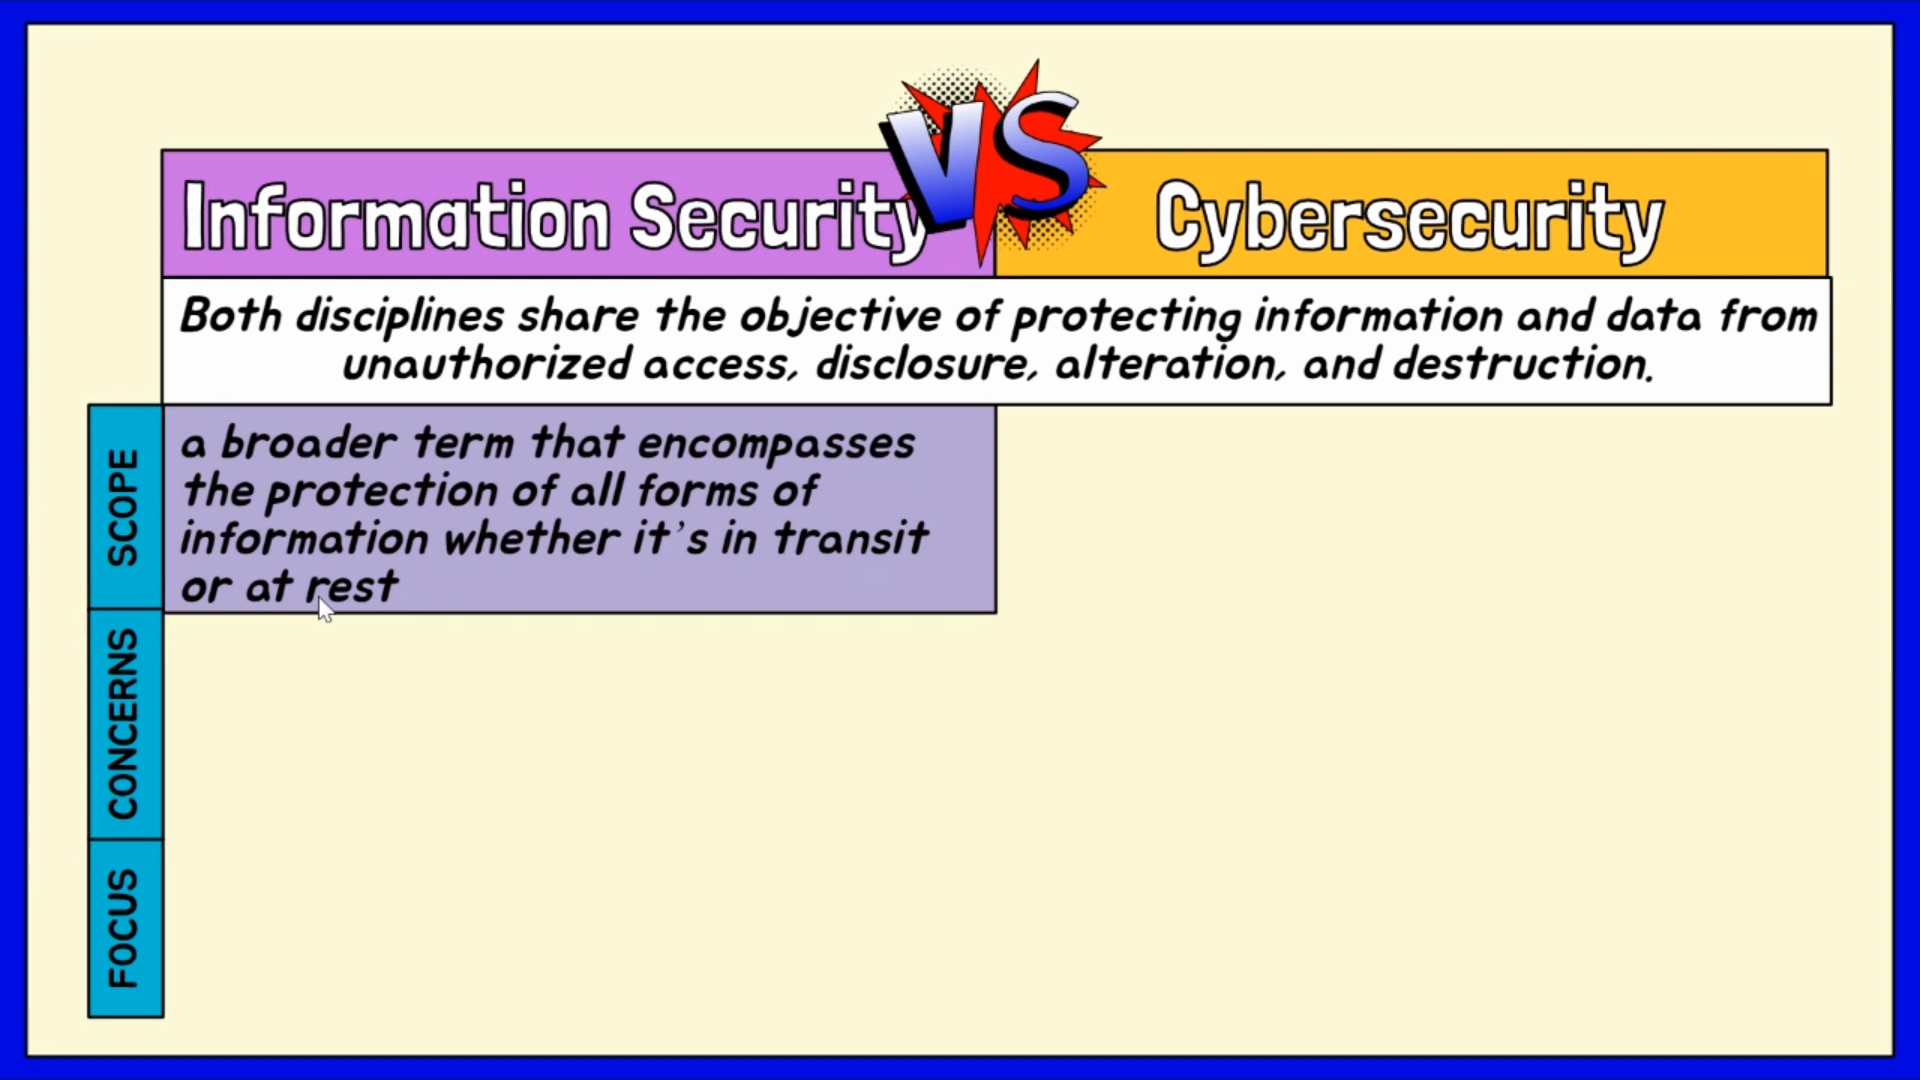 VS
Information Security
Cybersecurity
Both disciplines share the objective of protecting information and data from
unauthorized access, disclosure, alteration, and destruction.
SCOPE
a broader term that encompasses
the protection of all forms of
information whether it's in transit
or at rest
CONCERNS
FOCUS